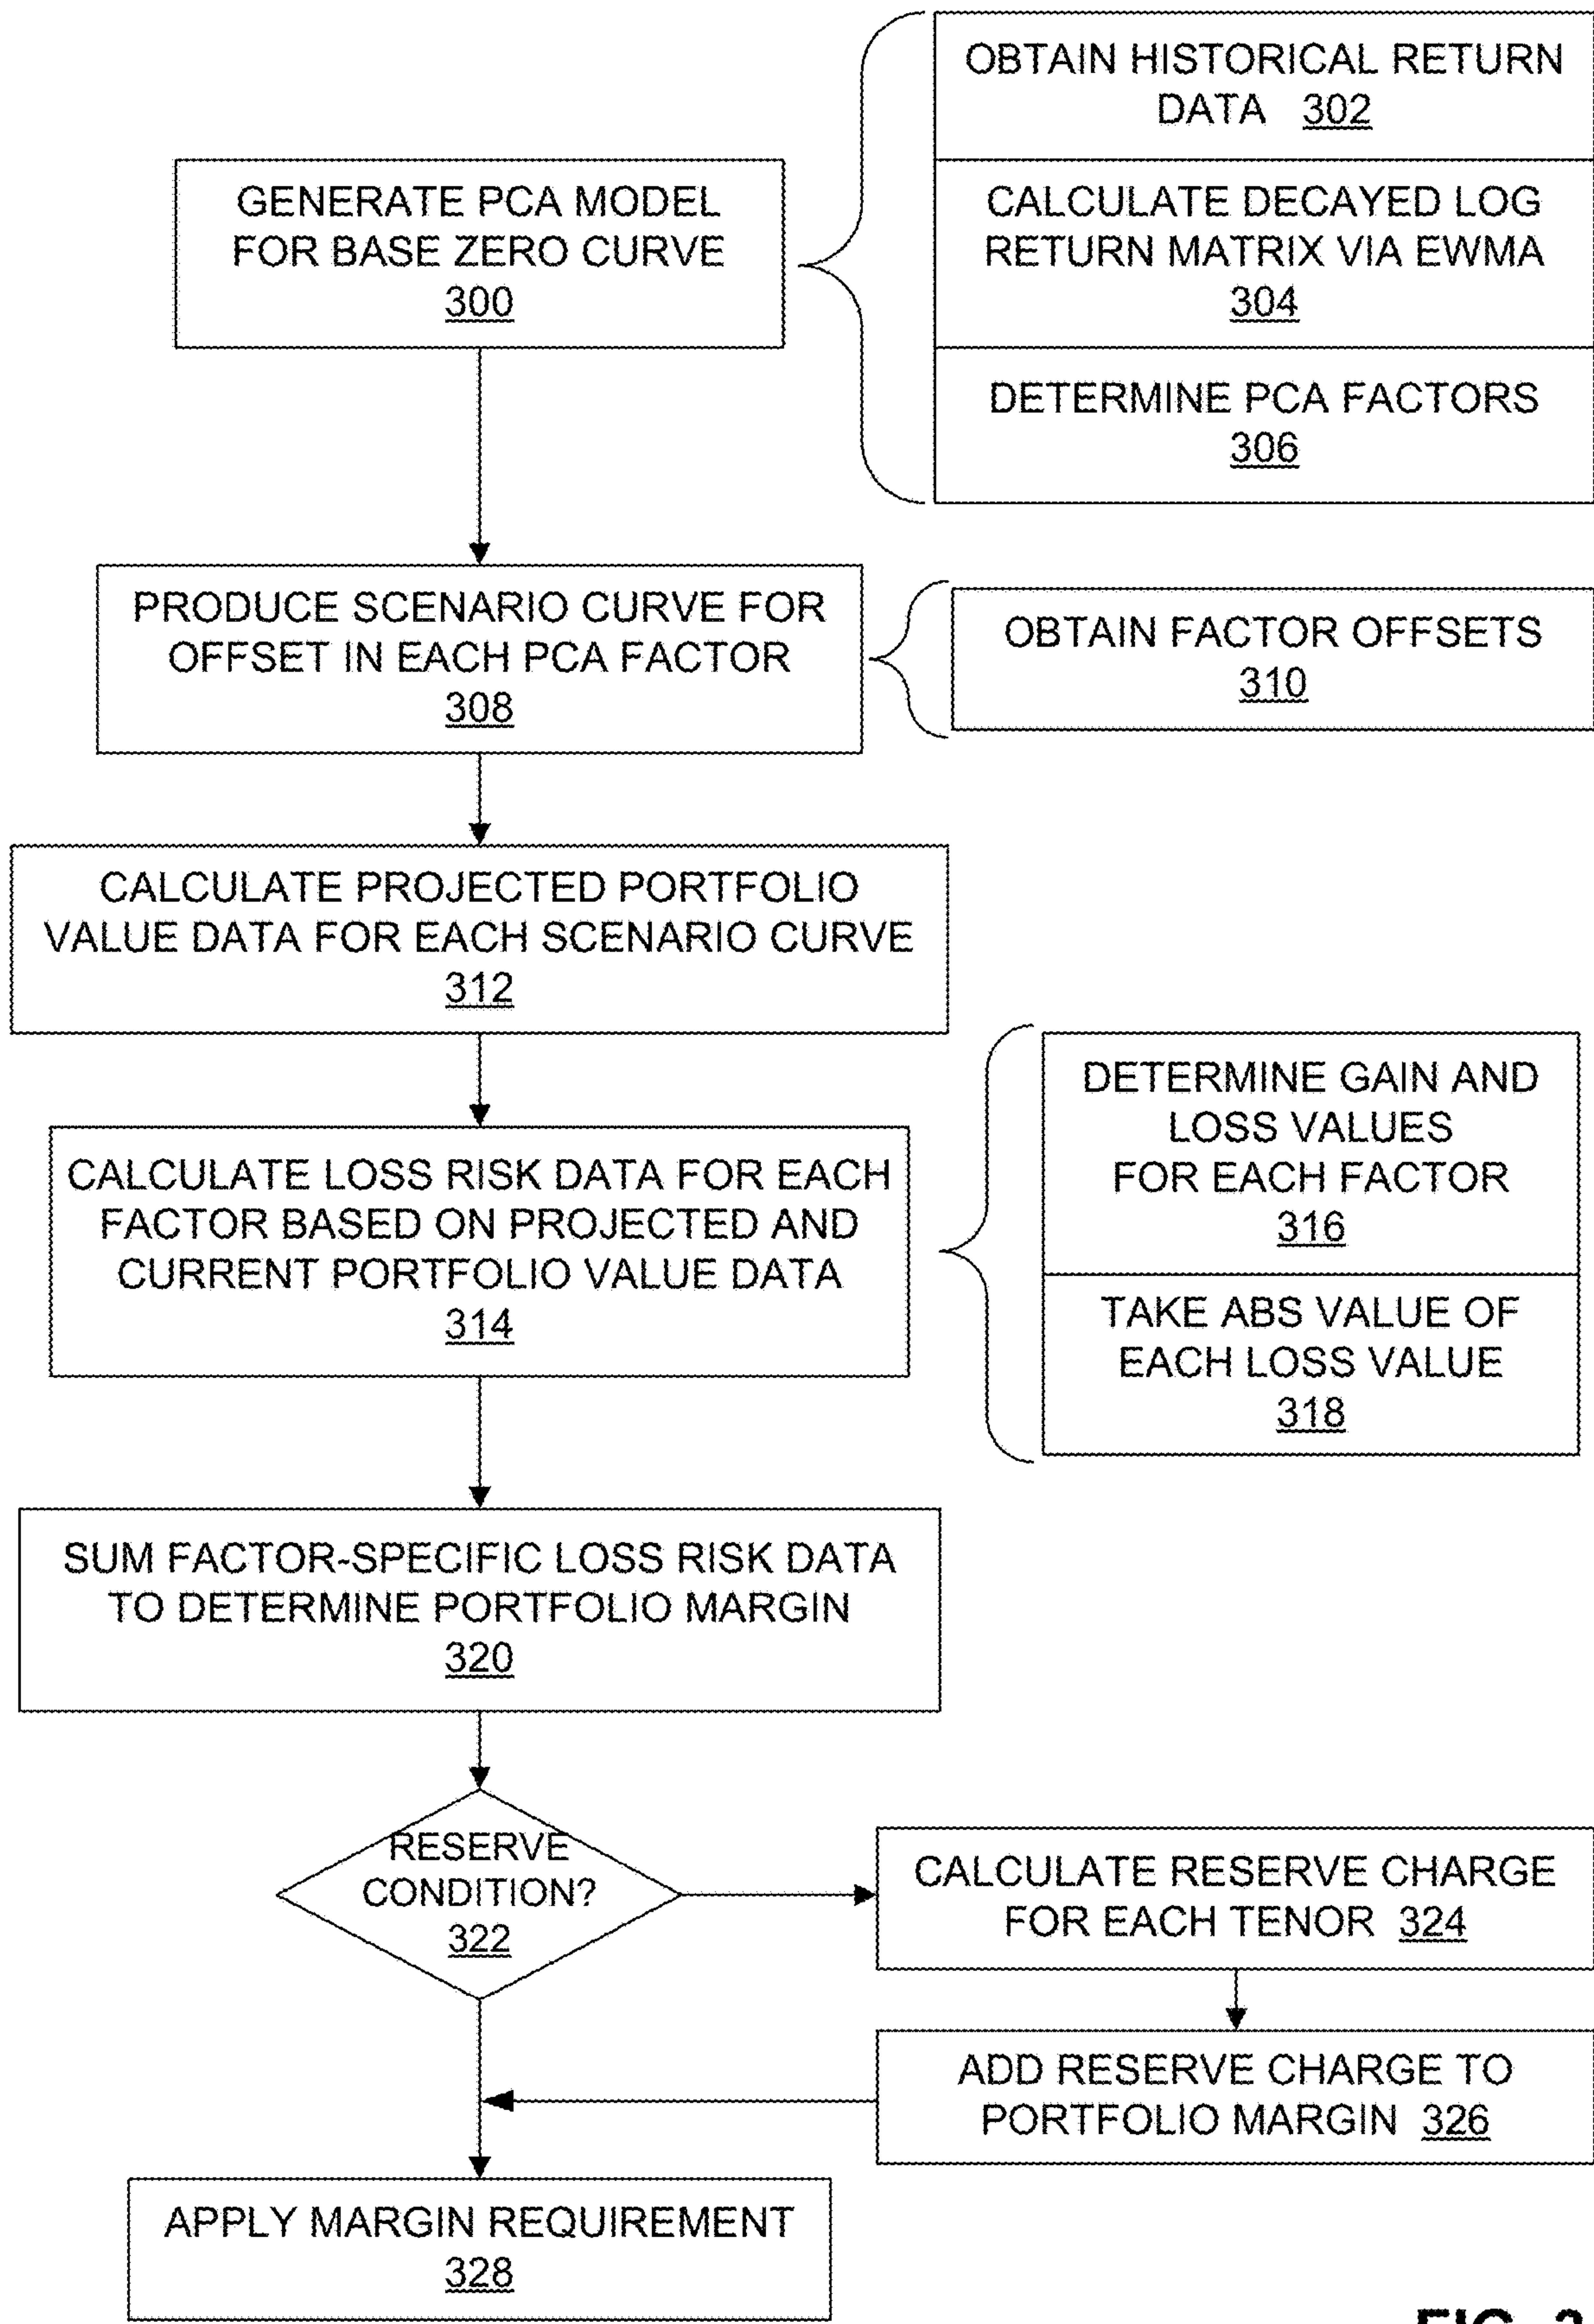 GENERATE PCA MODEL
FOR BASE ZERO CURVE
300
OBTAIN HISTORICAL RETURN
DATA 302
CALCULATE DECAYED LOG
RETURN MATRIX VIA EWMA
304
DETERMINE PCA FACTORS
306
PRODUCE SCENARIO CURVE FOR
OFFSET IN EACH PCA FACTOR
308
OBTAIN FACTOR OFFSETS
310
CALCULATE PROJECTED PORTFOLIO
VALUE DATA FOR EACH SCENARIO CURVE
312
CALCULATE LOSS RISK DATA FOR EACH
FACTOR BASED ON PROJECTED AND
CURRENT PORTFOLIO VALUE DATA
314
DETERMINE GAIN AND
LOSS VALUES
FOR EACH FACTOR
316
TAKE ABS VALUE OF
EACH LOSS VALUE
318
SUM FACTOR-SPECIFIC LOSS RISK DATA
TO DETERMINE PORTFOLIO MARGIN
320
RESERVE
CONDITION?
322
CALCULATE RESERVE CHARGE
FOR EACH TENOR 324
ADD RESERVE CHARGE TO
PORTFOLIO MARGIN 326
APPLY MARGIN REQUIREMENT
328
FIG. 3